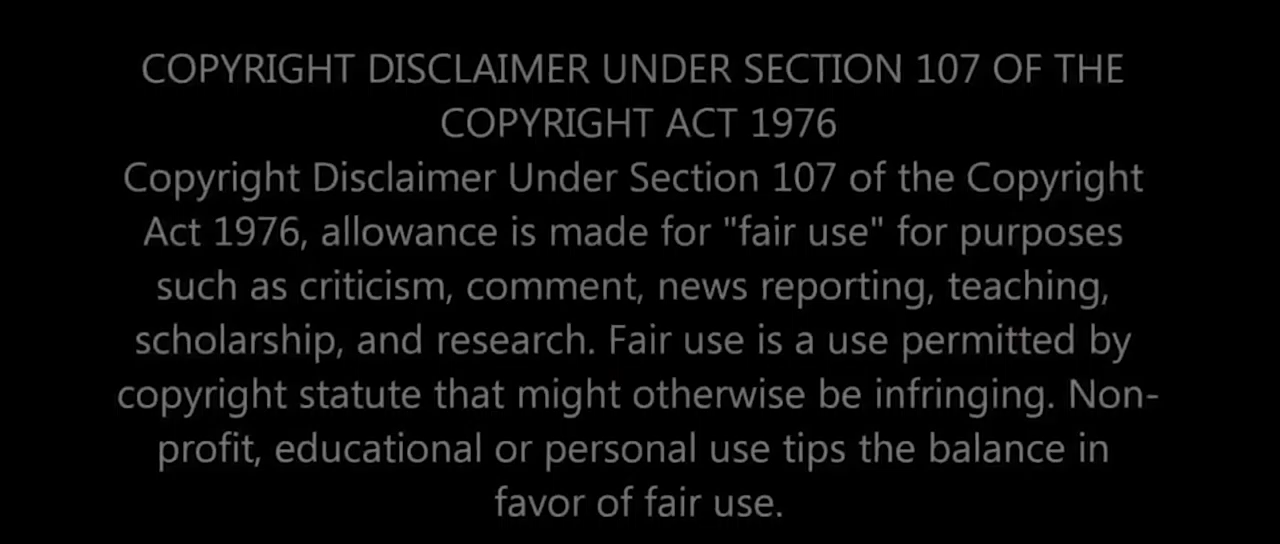 COPYRIGHT DISCLAIMER UNDER SECTION 107 OF THE
COPYRIGHT ACT 1976
Copyright Disclaimer Under Section 107 of the Copyright
Act 1976, allowance is made for "fair use" for purposes
such as criticism, comment, news reporting, teaching,
scholarship, and research. Fair use is a use permitted by
copyright statute that might otherwise be infringing. Non-
profit, educational or personal use tips the balance in
favor of fair use.